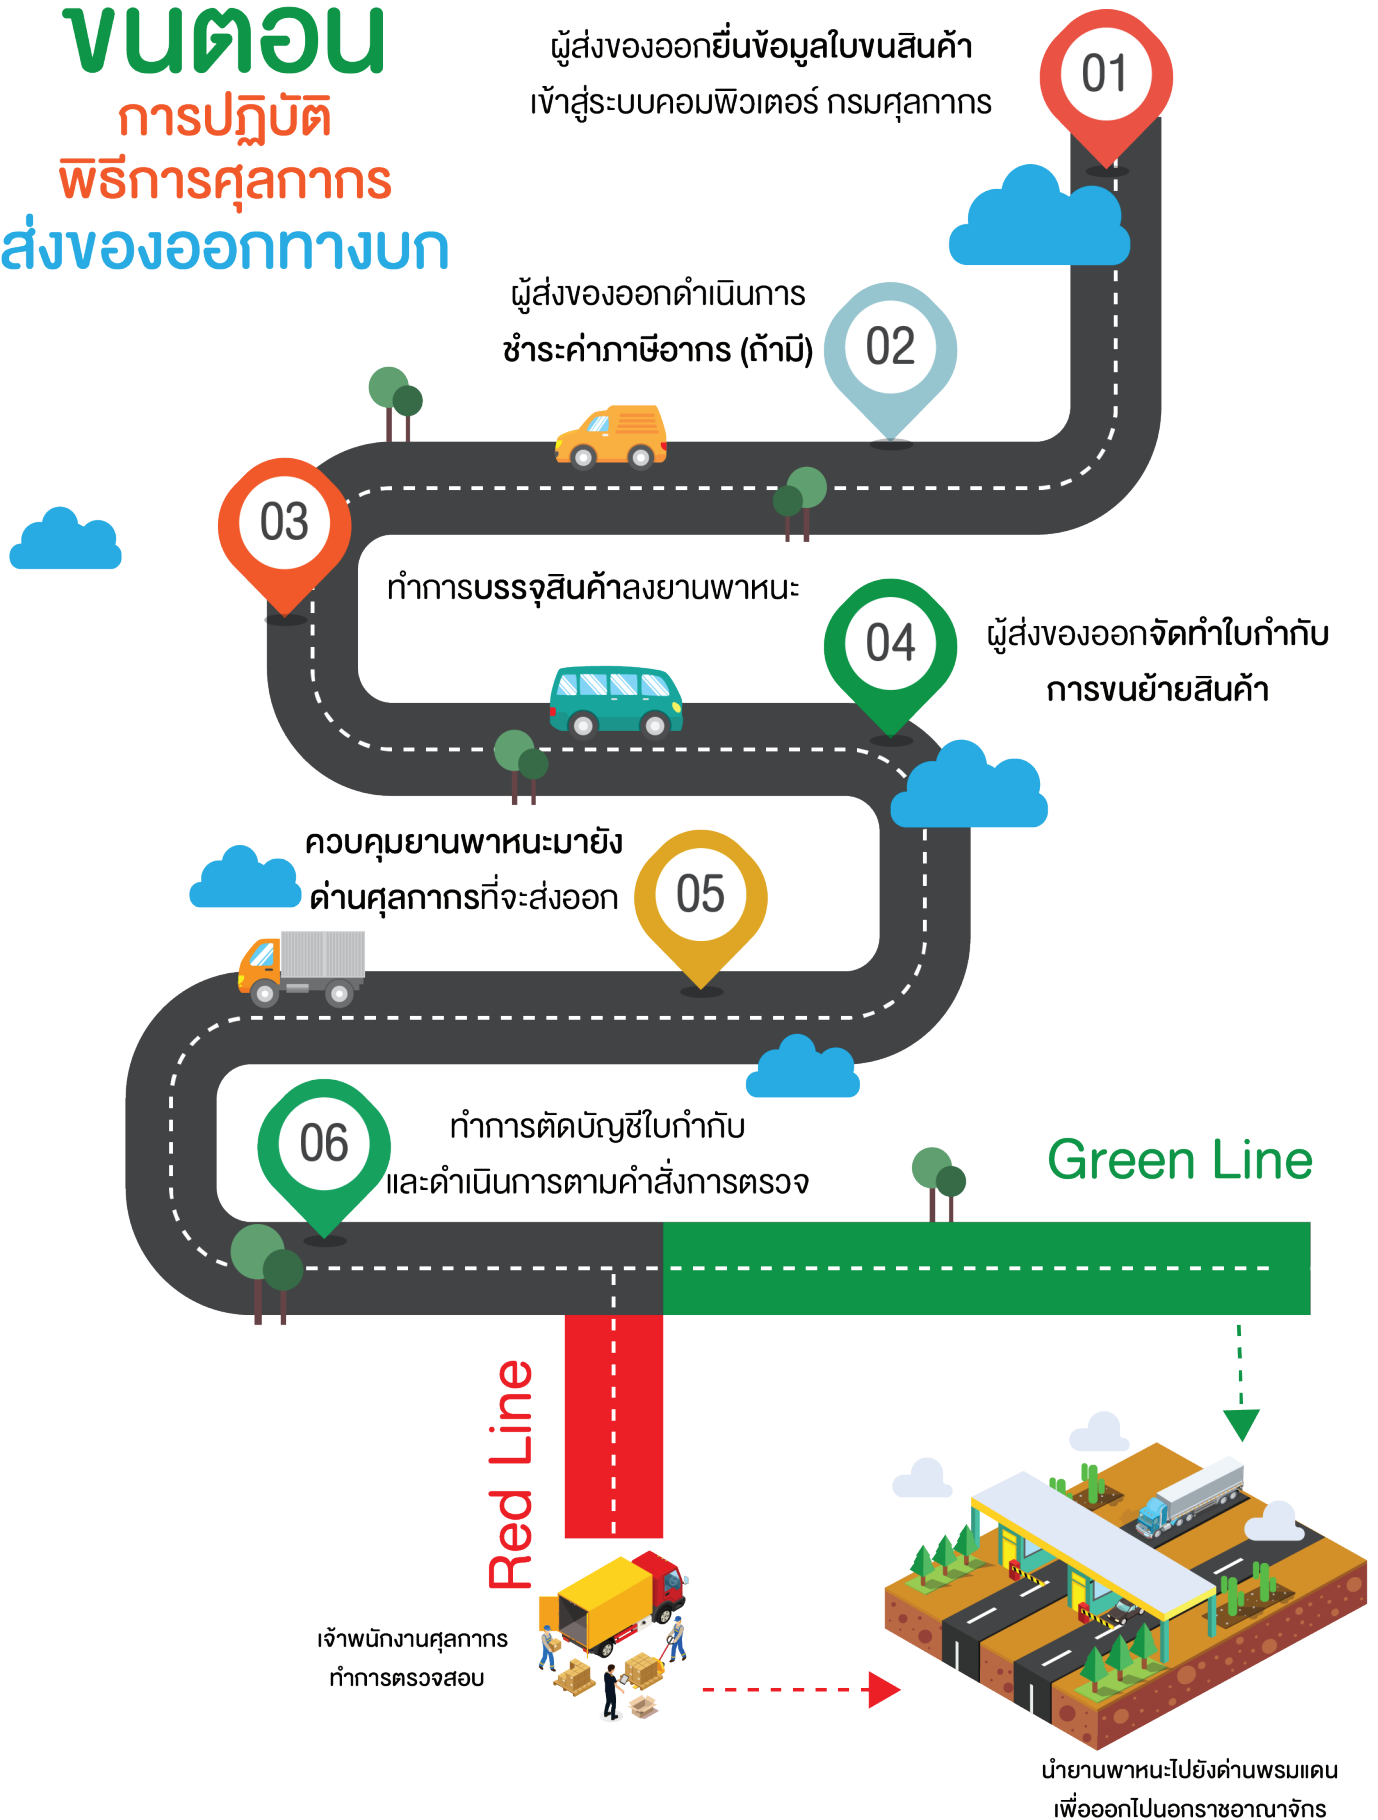 ขั้นตอน
การปฏิบัติ
พิธีการศุลกากร
ส่งของออกทางบก
ผู้ส่งของออกยื่นข้อมูลใบขนสินค้า
เข้าสู่ระบบคอมพิวเตอร์ กรมศุลกากร
01
ผู้ส่งของออกดำเนินการ
ชำระค่าภาษีอากร (ถ้ามี)
02
03
ทำการบรรจุสินค้าลงยานพาหนะ
04
ผู้ส่งของออกจัดทำใบกำกับ
การขนย้ายสินค้า
ควบคุมยานพาหนะมายัง
ด่านศุลกากรที่จะส่งออก
05
06
ทำการตัดบัญชีใบกำกับ
และดำเนินการตามคำสั่งการตรวจ
Green Line
Red Line
เจ้าพนักงานศุลกากร
ทำการตรวจสอบ
นำยานพาหนะไปยังด่านพรมแดน
เพื่อออกไปนอกราชอาณาจักร